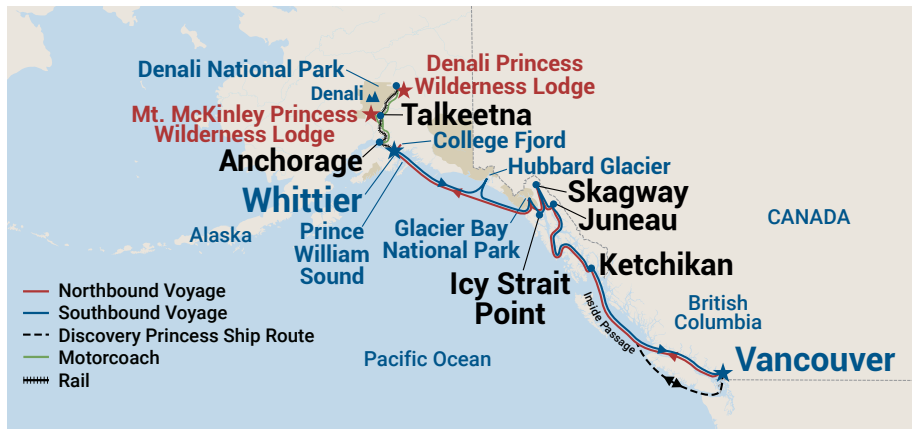 Denali National Park
Denali
Denali Princess
Wilderness Lodge
Mt. McKinley Princess
Wilderness Lodge
Talkeetna
Anchorage
College Fjord
Whittier
Hubbard Glacier
Skagway
Juneau
Prince
William
Sound
Glacier Bay
National Park
Alaska
CANADA
Icy Strait
Point
Ketchikan
Inside Passage
British
Columbia
Vancouver
Pacific Ocean
Northbound Voyage
Southbound Voyage
Discovery Princess Ship Route
Motorcoach
Rail